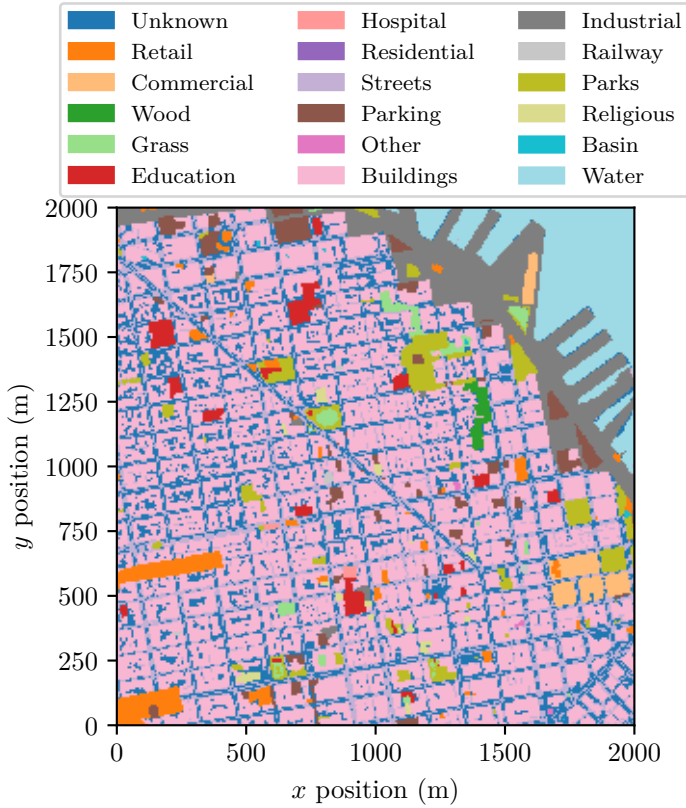 Unknown Hospital Industrial
Retail Residential Railway
Commercial Streets Parks
Wood Parking Religious
Grass Other Basin
Education Buildings Water
2000
1750
1500
1250
1000
750
500
250
0
y position (m)
0 500 1000 1500 2000
x position (m)